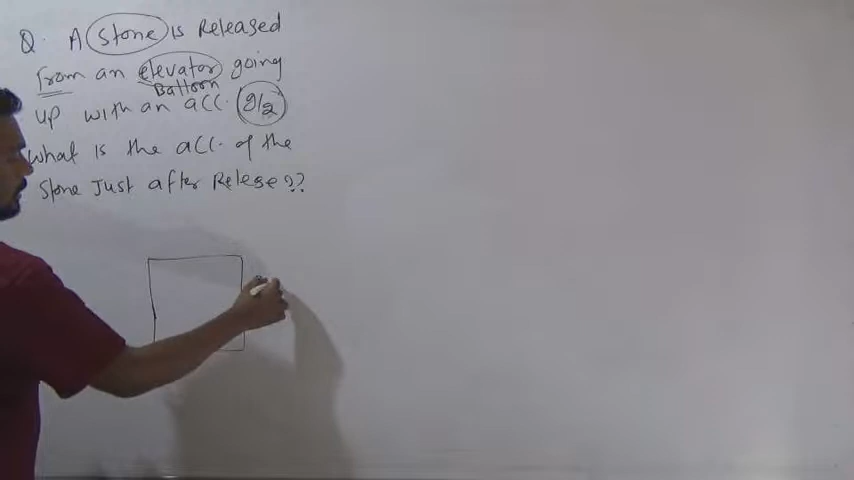 Q. A stone is Released
from an elevator going
Balloon
up with an acc. g/2
What is the acc. of the
Stone Just after Release ??